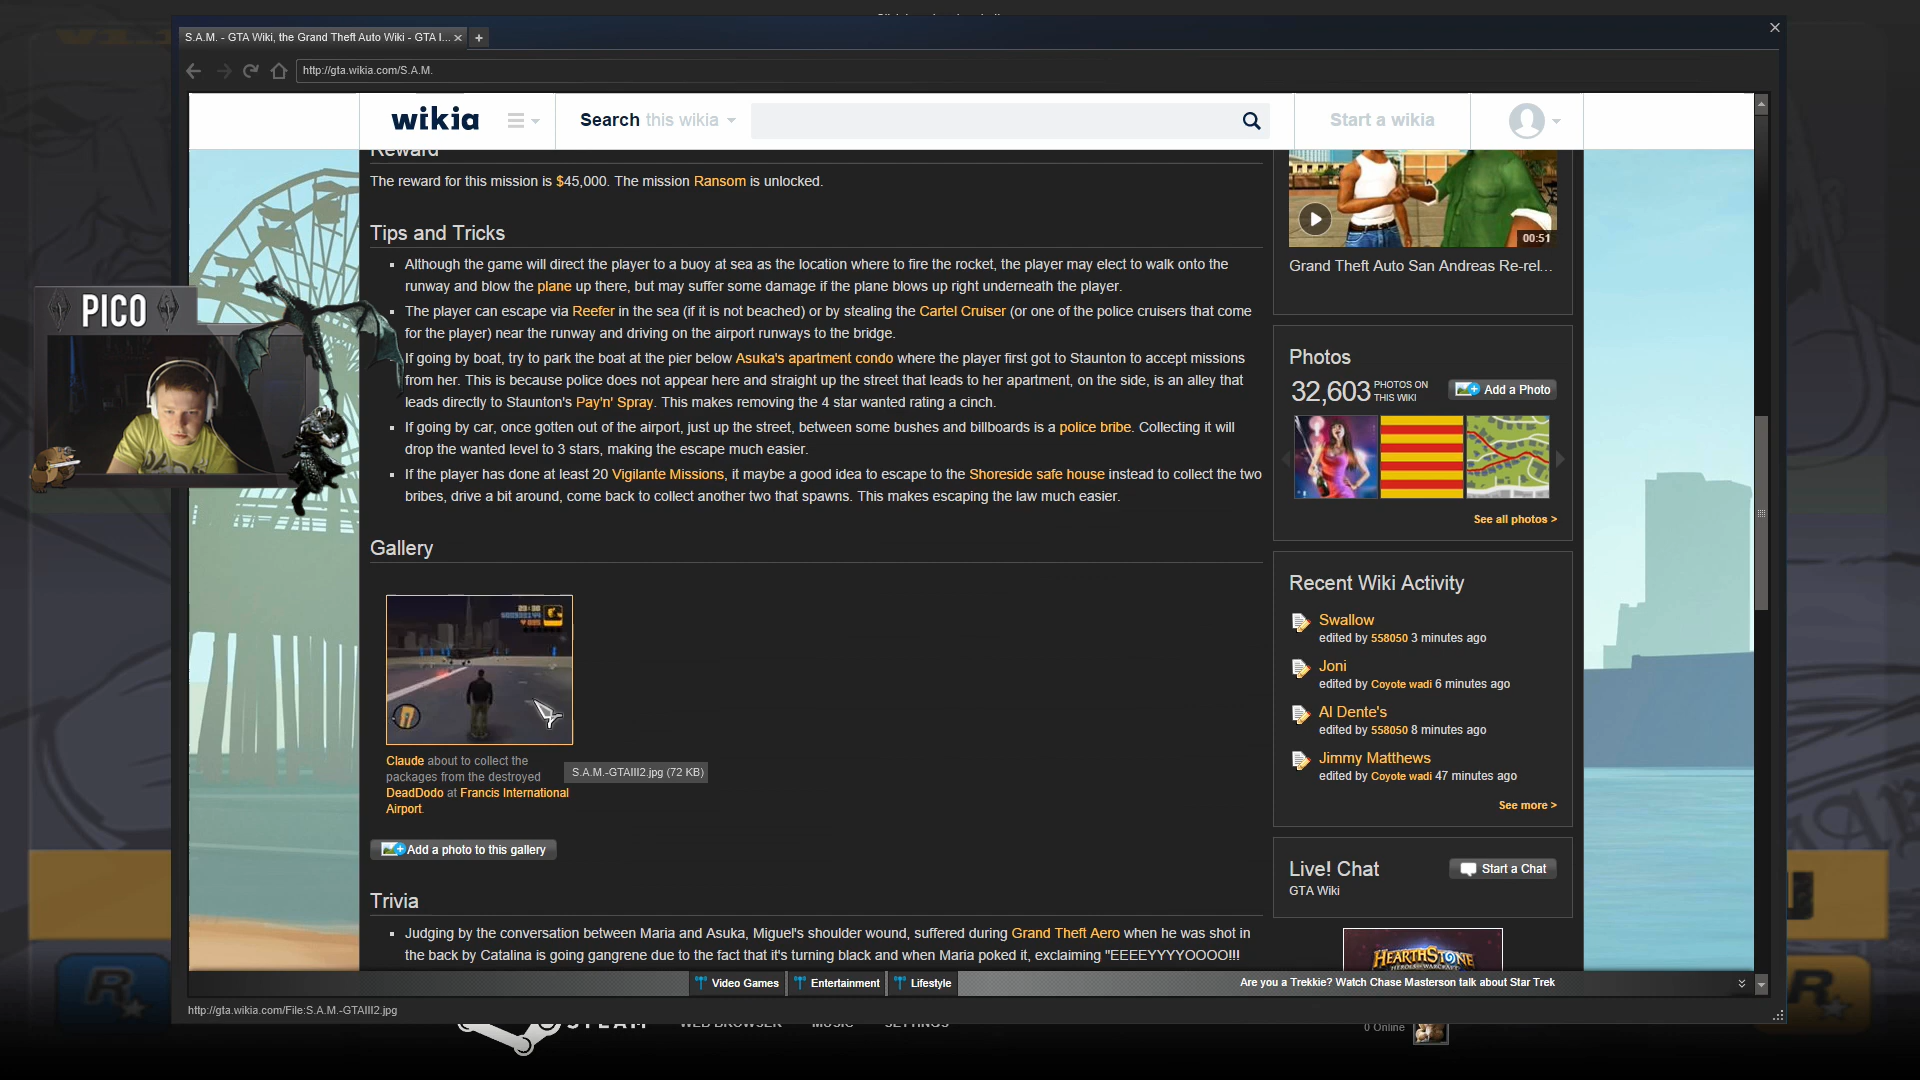 S.A.M. - GTA Wiki, the Grand Theft Auto Wiki - GTA I...
http://gta.wikia.com/S.A.M.
wikia
Search this wikia
Start a wikia
Reward
The reward for this mission is $45,000. The mission Ransom is unlocked.
Tips and Tricks
Although the game will direct the player to a buoy at sea as the location where to fire the rocket, the player may elect to walk onto the
runway and blow the plane up there, but may suffer some damage if the plane blows up right underneath the player.
The player can escape via Reefer in the sea (if it is not beached) or by stealing the Cartel Cruiser (or one of the police cruisers that come
for the player) near the runway and driving on the airport runways to the bridge.
If going by boat, try to park the boat at the pier below Asuka's apartment condo where the player first got to Staunton to accept missions
from her. This is because police does not appear here and straight up the street that leads to her apartment, on the side, is an alley that
leads directly to Staunton's Pay'n' Spray. This makes removing the 4 star wanted rating a cinch.
If going by car, once gotten out of the airport, just up the street, between some bushes and billboards is a police bribe. Collecting it will
drop the wanted level to 3 stars, making the escape much easier.
If the player has done at least 20 Vigilante Missions, it maybe a good idea to escape to the Shoreside safe house instead to collect the two
bribes, drive a bit around, come back to collect another two that spawns. This makes escaping the law much easier.
PICO
Gallery
Claude about to collect the
packages from the destroyed
DeadDodo at Francis International
Airport.
S.A.M.-GTAIII2.jpg (72 KB)
Add a photo to this gallery
Trivia
Judging by the conversation between Maria and Asuka, Miguel's shoulder wound, suffered during Grand Theft Aero when he was shot in
the back by Catalina is going gangrene due to the fact that it's turning black and when Maria poked it, exclaiming "EEEEYYYYOOOO!!!
00:51
Grand Theft Auto San Andreas Re-rel...
Photos
32,603 PHOTOS ON
THIS WIKI
Add a Photo
See all photos >
Recent Wiki Activity
Swallow
edited by 558050 3 minutes ago
Joni
edited by Coyote wadi 6 minutes ago
Al Dente's
edited by 558050 8 minutes ago
Jimmy Matthews
edited by Coyote wadi 47 minutes ago
See more >
Live! Chat
Start a Chat
GTA Wiki
HEARTHSTONE
HEROES OF WARCRAFT
Video Games
Entertainment
Lifestyle
Are you a Trekkie? Watch Chase Masterson talk about Star Trek
http://gta.wikia.com/File:S.A.M.-GTAIII2.jpg
STEAM
WEB BROWSER
MUSIC
SETTINGS
0 Online